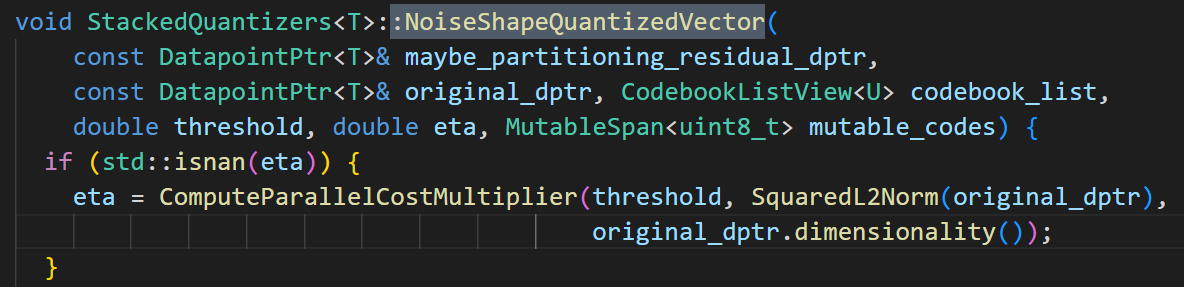 void StackedQuantizers<T>::NoiseShapeQuantizedVector(
    const DatapointPtr<T>& maybe_partitioning_residual_dptr,
    const DatapointPtr<T>& original_dptr, CodebookListView<U> codebook_list,
    double threshold, double eta, MutableSpan<uint8_t> mutable_codes) {
  if (std::isnan(eta)) {
    eta = ComputeParallelCostMultiplier(threshold, SquaredL2Norm(original_dptr),
                                        original_dptr.dimensionality());
  }